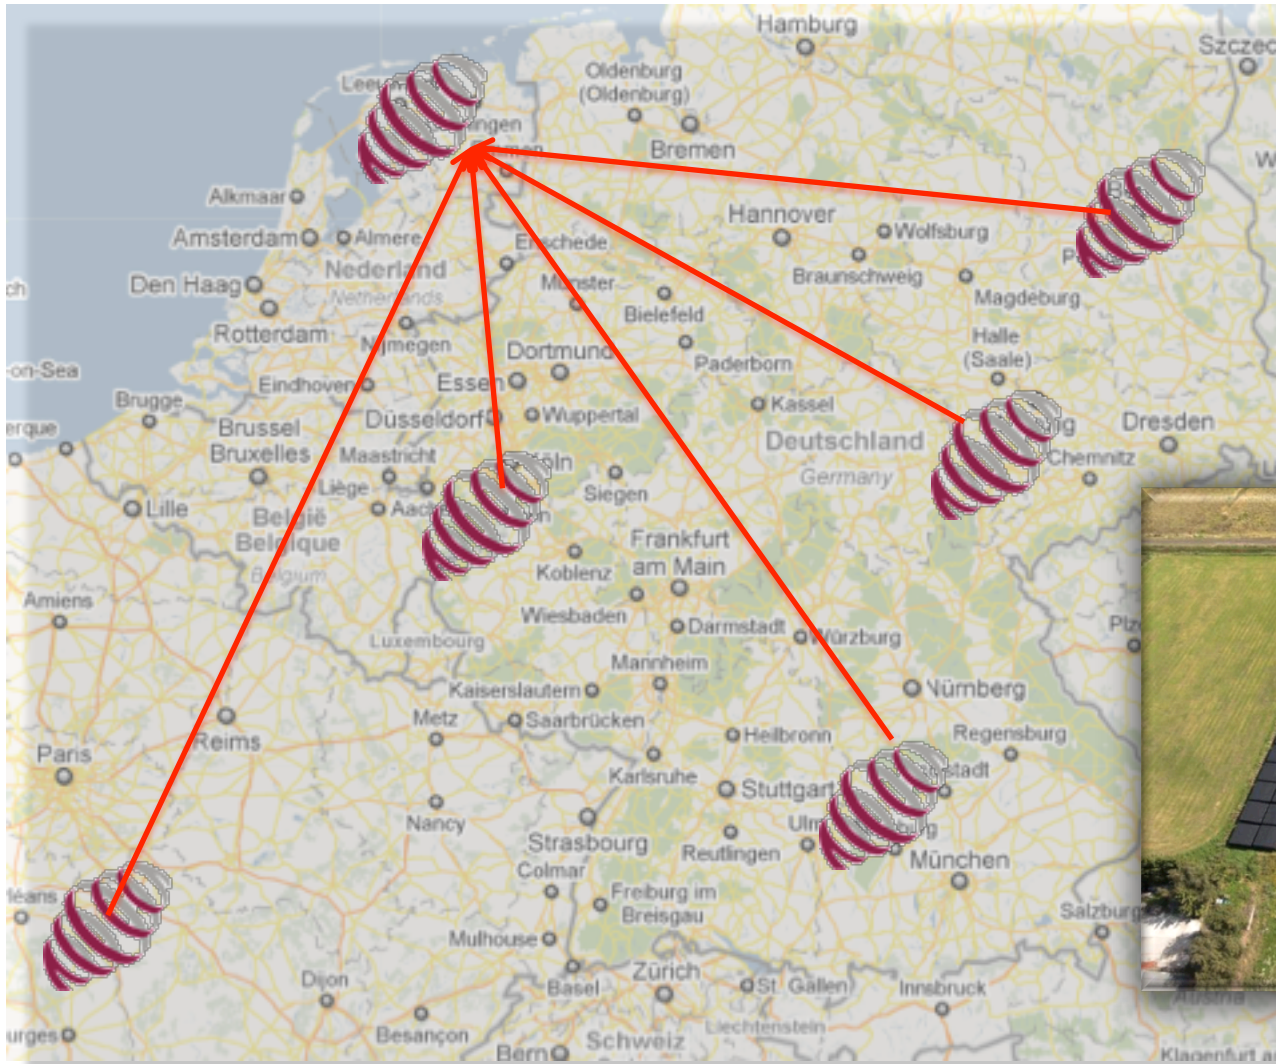 Hamburg
Oldenburg
(Oldenburg)
Bremen
Alkmaar
Amsterdam
Almere
Enschede
Hannover
Wolfsburg
Braunschweig
Magdeburg
Nederland
Netherlands
Den Haag
Rotterdam
Nijmegen
Münster
Bielefeld
Paderborn
Halle
(Saale)
-on-Sea
Brugge
Eindhoven
Essen
Dortmund
Düsseldorf
Wuppertal
Kassel
Dresden
Brussel
Bruxelles
Maastricht
Liège
Siegen
Deutschland
Germany
Chemnitz
Lille
België
Belgique
Belgium
Koblenz
Frankfurt
am Main
Wiesbaden
Darmstadt
Würzburg
Amiens
Luxembourg
Mannheim
Kaiserslautern
Saarbrücken
Nürnberg
Regensburg
Metz
Reims
Paris
Heilbronn
Karlsruhe
Stuttgart
Nancy
Strasbourg
Reutlingen
München
Colmar
Freiburg im
Breisgau
Salzburg
Mulhouse
Zürich
St. Gallen
Innsbruck
Dijon
Basel
Besançon
Bern
Schweiz
Liechtenstein
Austria